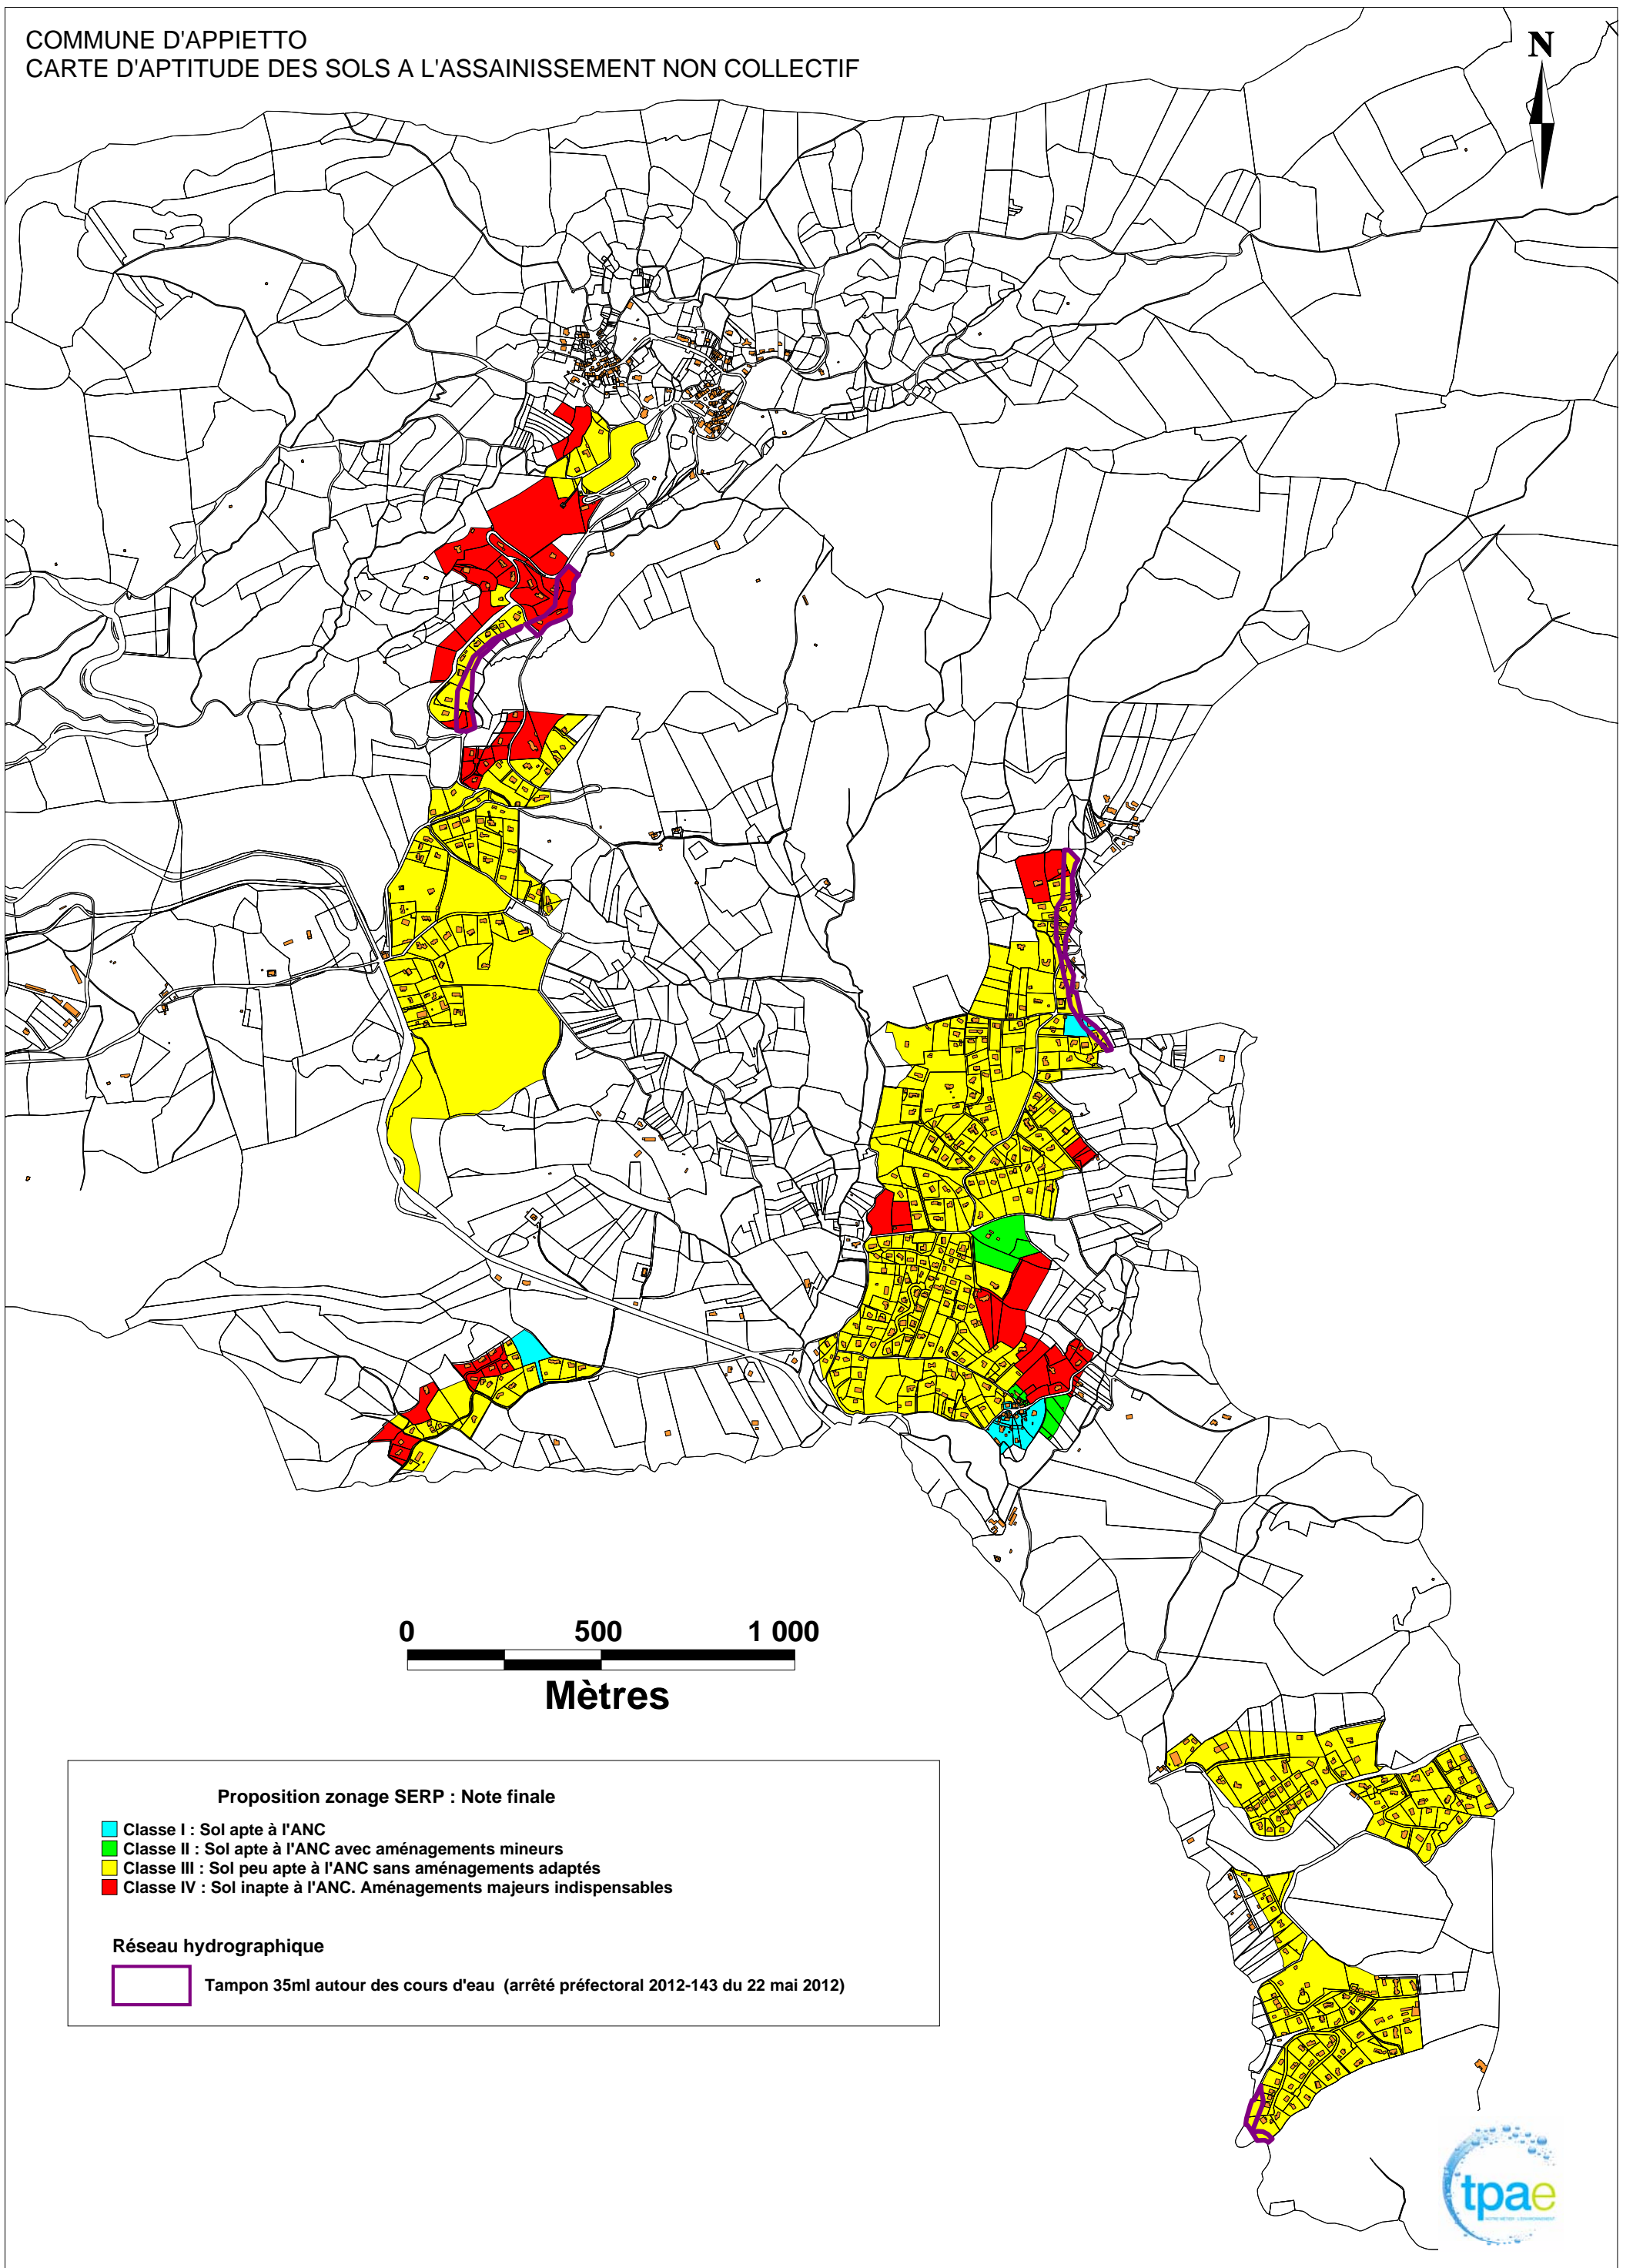 COMMUNE D'APPIETTO
CARTE D'APTITUDE DES SOLS A L'ASSAINISSEMENT NON COLLECTIF
N
0 500 1 000
Mètres
Proposition zonage SERP : Note finale
Classe I : Sol apte à l'ANC
Classe II : Sol apte à l'ANC avec aménagements mineurs
Classe III : Sol peu apte à l'ANC sans aménagements adaptés
Classe IV : Sol inapte à l'ANC. Aménagements majeurs indispensables
Réseau hydrographique
Tampon 35ml autour des cours d'eau (arrêté préfectoral 2012-143 du 22 mai 2012)
tpae
NOTRE MÉTIER : L'ENVIRONNEMENT